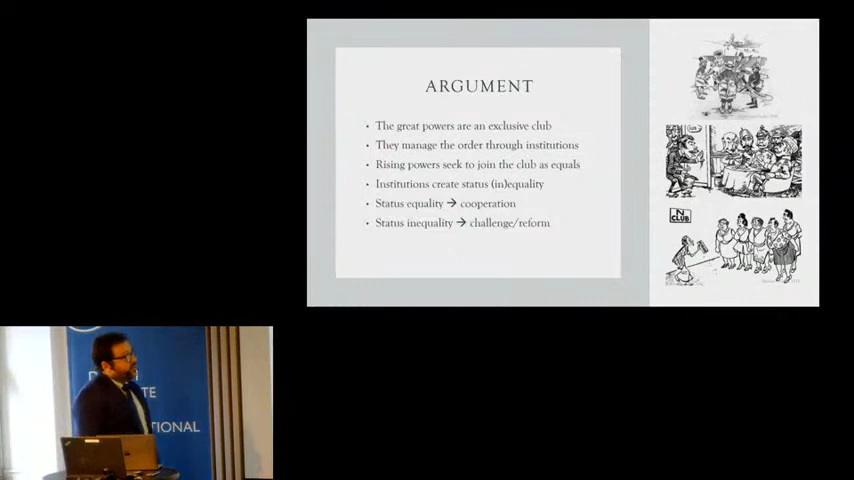 ARGUMENT
• The great powers are an exclusive club
• They manage the order through institutions
• Rising powers seek to join the club as equals
• Institutions create status (in)equality
• Status equality → cooperation
• Status inequality → challenge/reform
N
CLUB